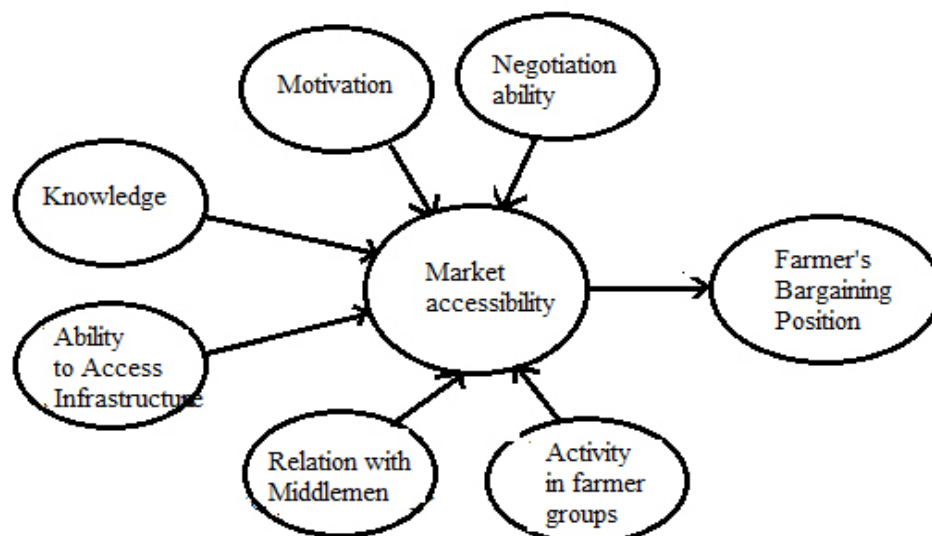 Motivation
Negotiation
ability
Knowledge
Market
accessibility
Farmer's
Bargaining
Position
Ability
to Access
Infrastructure
Relation with
Middlemen
Activity
in farmer
groups